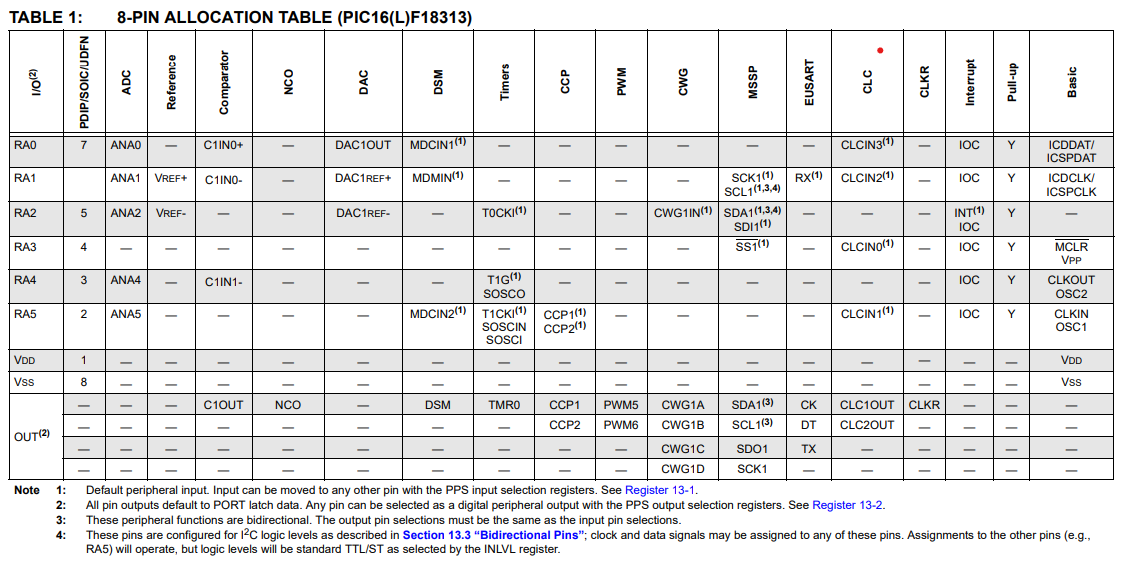 TABLE 1: 8-PIN ALLOCATION TABLE (PIC16(L)F18313)
I/O(2) PDIP/SOIC/UDFN ADC Reference Comparator NCO DAC DSM Timers CCP PWM CWG MSSP EUSART CLC CLKR Interrupt Pull-up Basic
RA0 7 ANA0 — C1IN0+ — DAC1OUT MDCIN1(1) — — — — — — CLCIN3(1) — IOC Y ICDDAT/
ICSPDAT
RA1 ANA1 VREF+ C1IN0- — DAC1REF+ MDMIN(1) — — — — SCK1(1) RX(1) CLCIN2(1) — IOC Y ICDCLK/
SCL1(1,3,4) ICSPCLK
RA2 5 ANA2 VREF- — — DAC1REF- — T0CKI(1) — — CWG1IN(1) SDA1(1,3,4) — — — INT(1) Y —
SDI1(1) IOC
RA3 4 — — — — — — — — — — SS1(1) — CLCIN0(1) — IOC Y MCLR
VPP
RA4 3 ANA4 — C1IN1- — — — T1G(1) — — — — — — — IOC Y CLKOUT
SOSCO OSC2
RA5 2 ANA5 — — — — MDCIN2(1) T1CKI(1) CCP1(1) — — — — CLCIN1(1) — IOC Y CLKIN
SOSCIN CCP2(1) OSC1
SOSCI
VDD 1 — — — — — — — — — — — — — — — — VDD
VSS 8 — — — — — — — — — — — — — — — — VSS
OUT(2) — — — C1OUT NCO — DSM TMR0 CCP1 PWM5 CWG1A SDA1(3) CK CLC1OUT CLKR — — —
— — — — — — — — CCP2 PWM6 CWG1B SCL1(3) DT CLC2OUT — — — —
— — — — — — — — — — CWG1C SDO1 TX — — — — —
— — — — — — — — — — CWG1D SCK1 — — — — — —
Note 1: Default peripheral input. Input can be moved to any other pin with the PPS input selection registers. See Register 13-1.
2: All pin outputs default to PORT latch data. Any pin can be selected as a digital peripheral output with the PPS output selection registers. See Register 13-2.
3: These peripheral functions are bidirectional. The output pin selections must be the same as the input pin selections.
4: These pins are configured for I2C logic levels as described in Section 13.3 “Bidirectional Pins”; clock and data signals may be assigned to any of these pins. Assignments to the other pins (e.g.,
RA5) will operate, but logic levels will be standard TTL/ST as selected by the INLVL register.